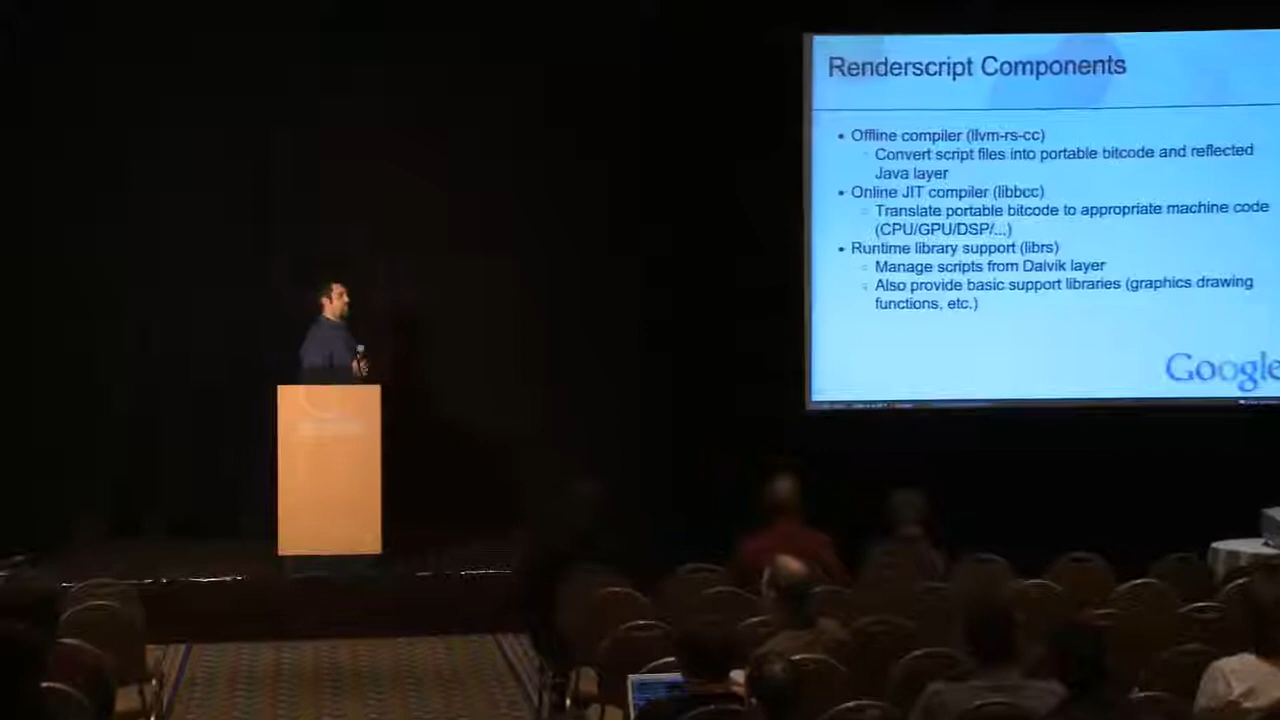 Renderscript Components
• Offline compiler (llvm-rs-cc)
Convert script files into portable bitcode and reflected
Java layer
• Online JIT compiler (libbcc)
Translate portable bitcode to appropriate machine code
(CPU/GPU/DSP/...)
• Runtime library support (librs)
Manage scripts from Dalvik layer
Also provide basic support libraries (graphics drawing
functions, etc.)
Google